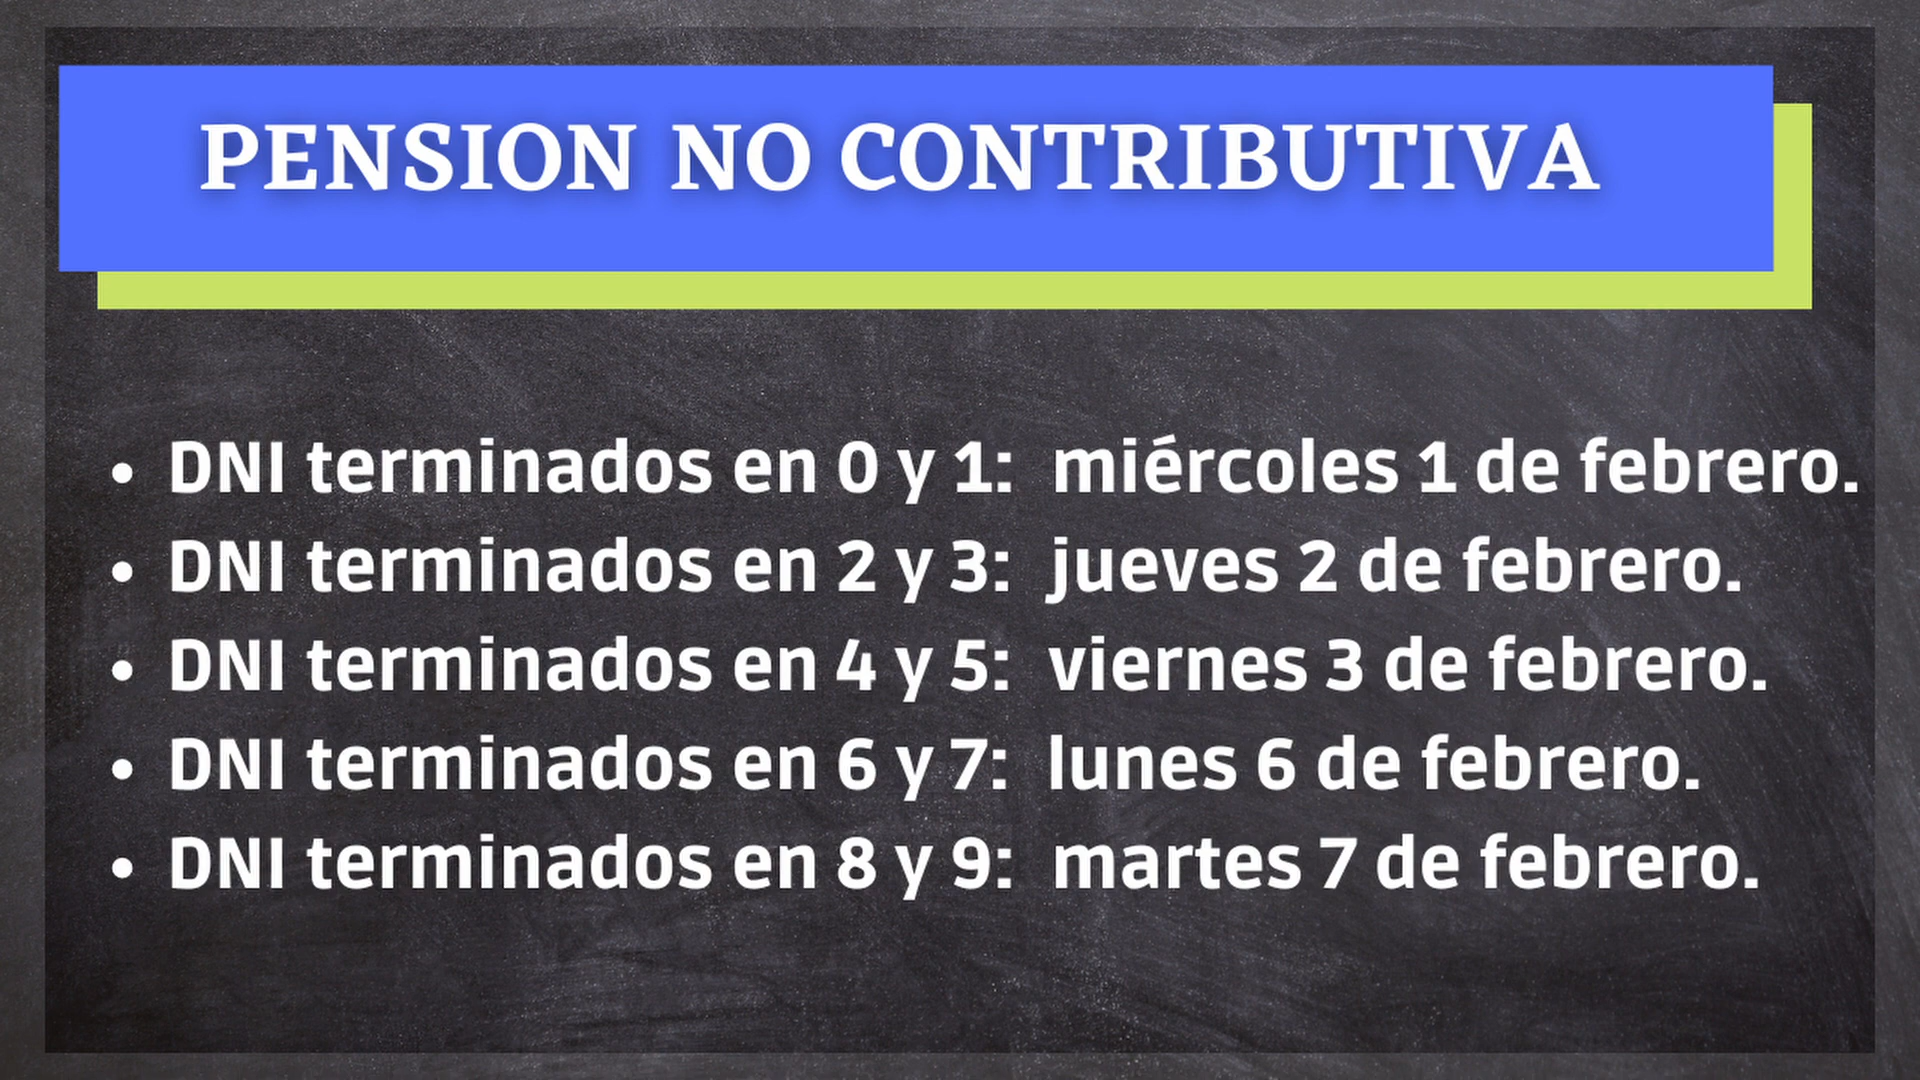 PENSION NO CONTRIBUTIVA
• DNI terminados en 0 y 1: miércoles 1 de febrero.
• DNI terminados en 2 y 3: jueves 2 de febrero.
• DNI terminados en 4 y 5: viernes 3 de febrero.
• DNI terminados en 6 y 7: lunes 6 de febrero.
• DNI terminados en 8 y 9: martes 7 de febrero.